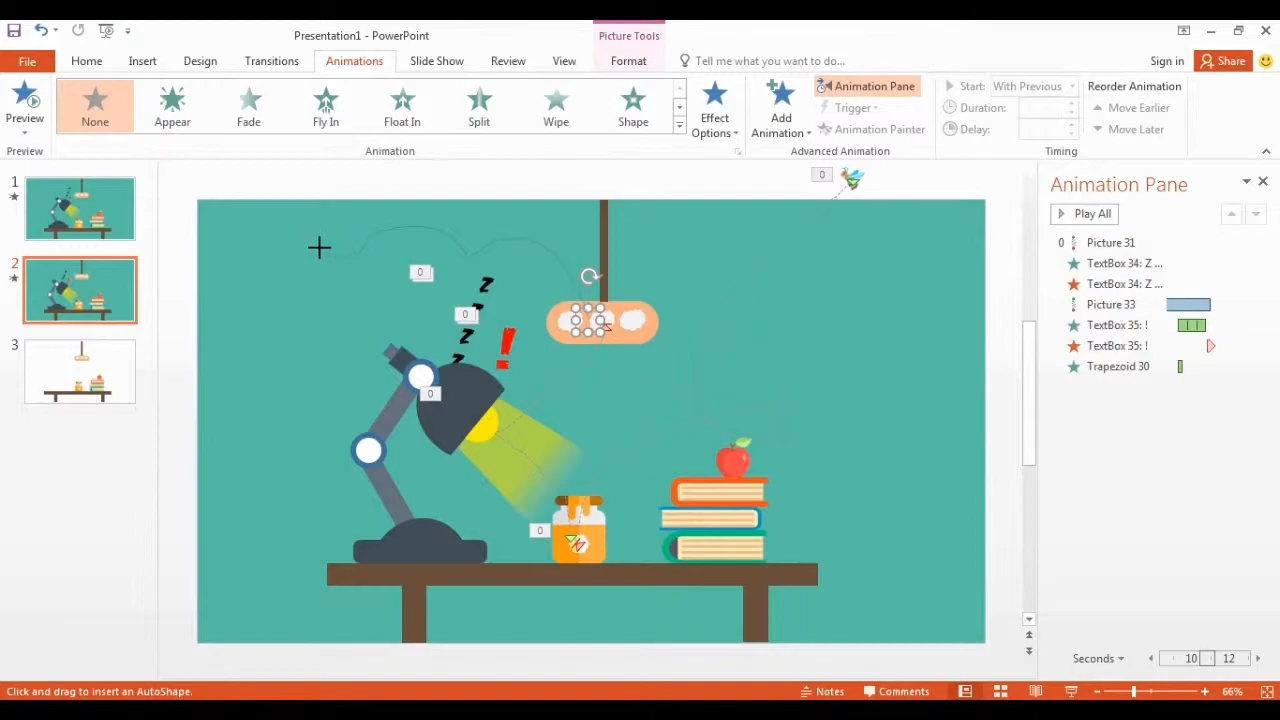 Presentation1 - PowerPoint
Picture Tools
File Home Insert Design Transitions Animations Slide Show Review View Format Tell me what you want to do... Sign in Share
Preview
None Appear Fade Fly In Float In Split Wipe Shape
Effect Options
Add Animation
Animation Pane
Trigger
Animation Painter
Start: With Previous
Duration:
Delay:
Reorder Animation
Move Earlier
Move Later
Preview Animation Advanced Animation Timing
1
2
3
0
0
0
0
0
z
z
z
!
Animation Pane
Play All
0 Picture 31
TextBox 34: Z ...
TextBox 34: Z ...
Picture 33
TextBox 35: !
TextBox 35: !
Trapezoid 30
Seconds 10 12
Click and drag to insert an AutoShape. Notes Comments 66%